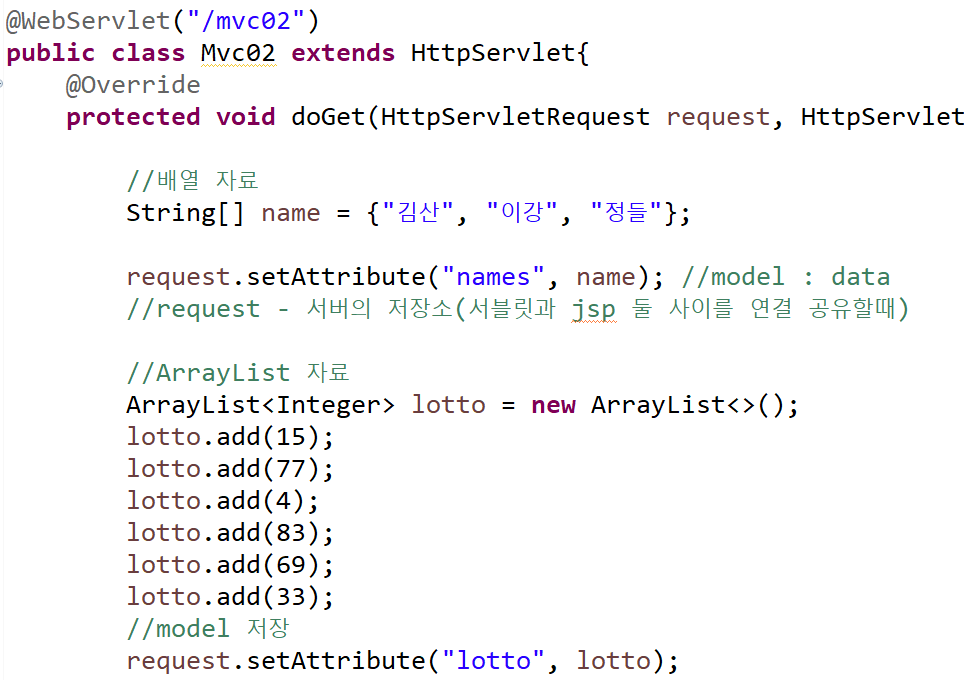 @WebServlet("/mvc02")
public class Mvc02 extends HttpServlet{
@Override
protected void doGet(HttpServletRequest request, HttpServlet
//배열 자료
String[] name = {"김산", "이강", "정들"};
request.setAttribute("names", name); //model : data
//request - 서버의 저장소(서블릿과 jsp 둘 사이를 연결 공유할때)
//ArrayList 자료
ArrayList<Integer> lotto = new ArrayList<>();
lotto.add(15);
lotto.add(77);
lotto.add(4);
lotto.add(83);
lotto.add(69);
lotto.add(33);
//model 저장
request.setAttribute("lotto", lotto);